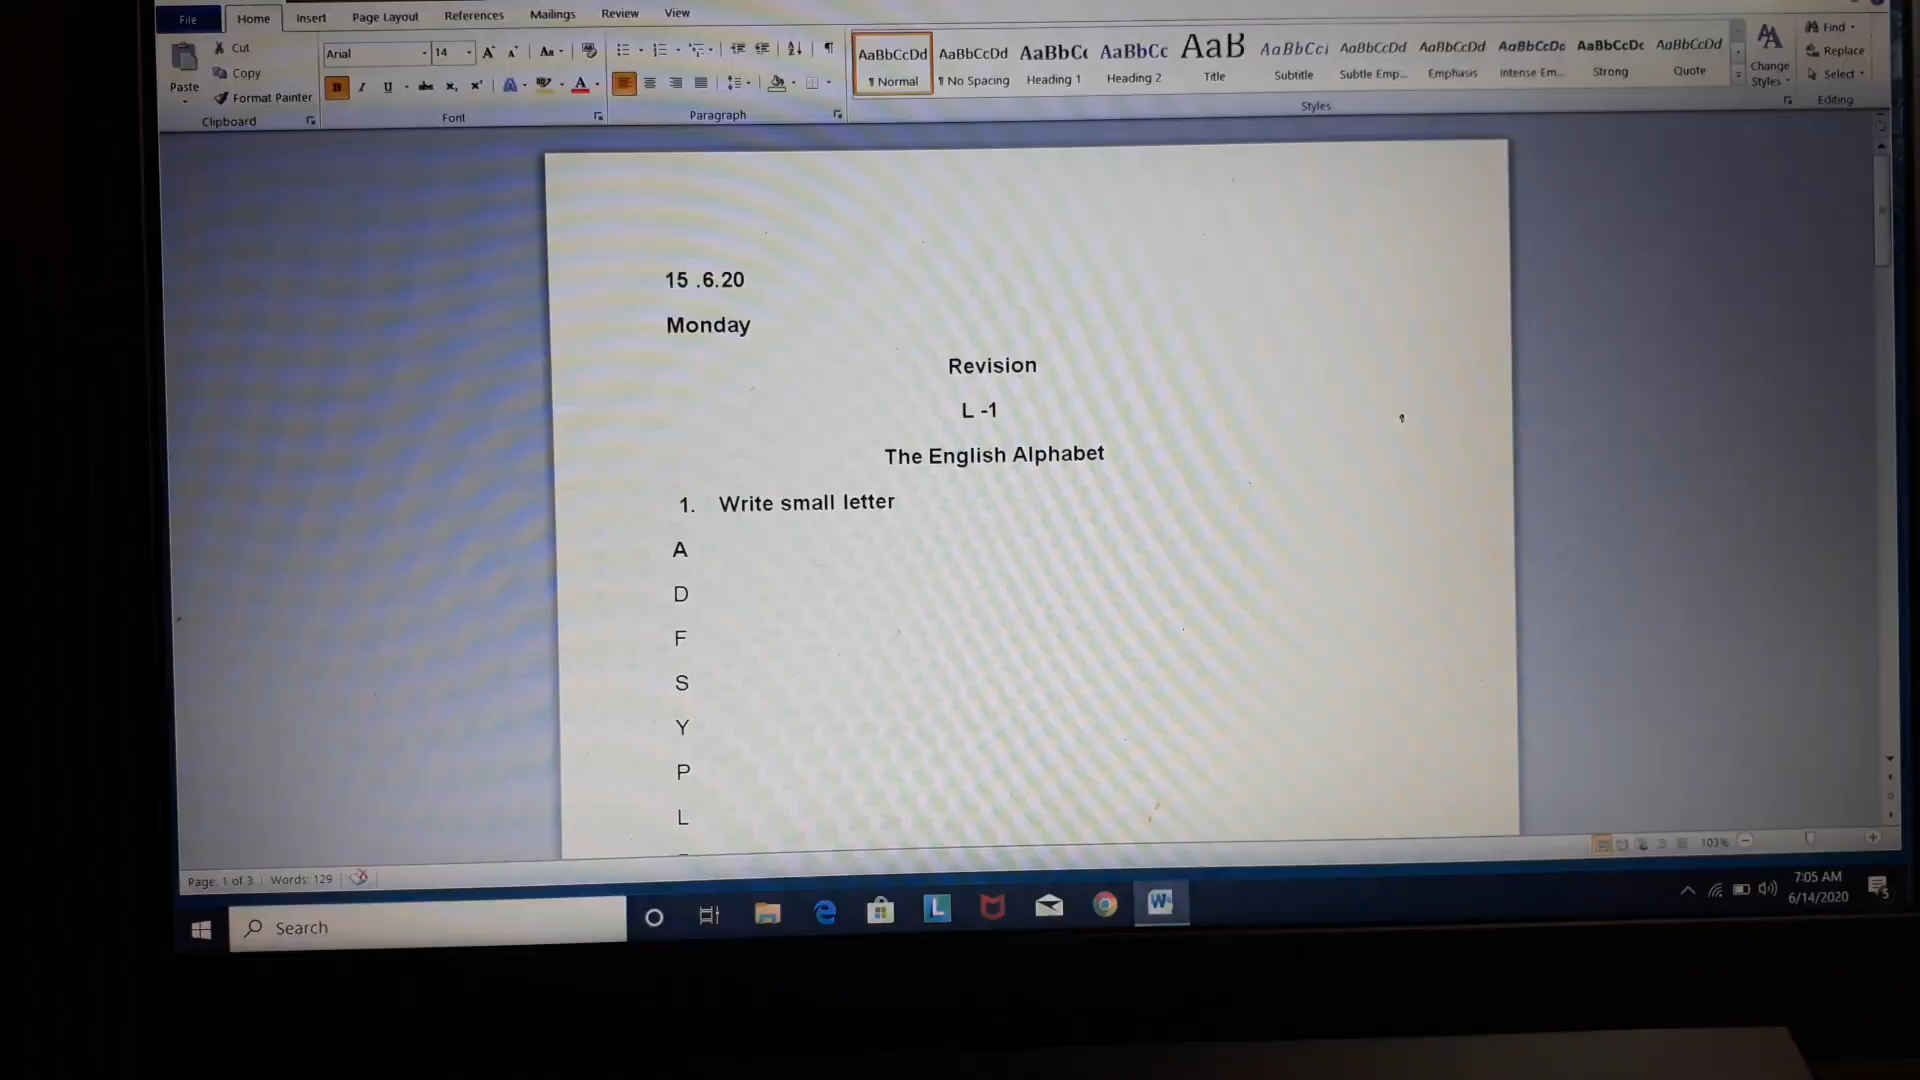 File Home Insert Page Layout References Mailings Review View
Paste
Cut
Copy
Format Painter
Clipboard
Arial 14
Font
Paragraph
AaBbCcDd AaBbCcDd AaBbC AaBbCc AaB AaBbCcI AaBbCcDd AaBbCcDd AaBbCcDc AaBbCcDc AaBbCcDd
¶ Normal ¶ No Spacing Heading 1 Heading 2 Title Subtitle Subtle Emp... Emphasis Intense Em... Strong Quote
Styles
Change
Styles
Find
Replace
Select
Editing
15 .6.20
Monday
Revision
L -1
The English Alphabet
1. Write small letter
A
D
F
S
Y
P
L
Page: 1 of 3 Words: 129
103%
Search
7:05 AM
6/14/2020